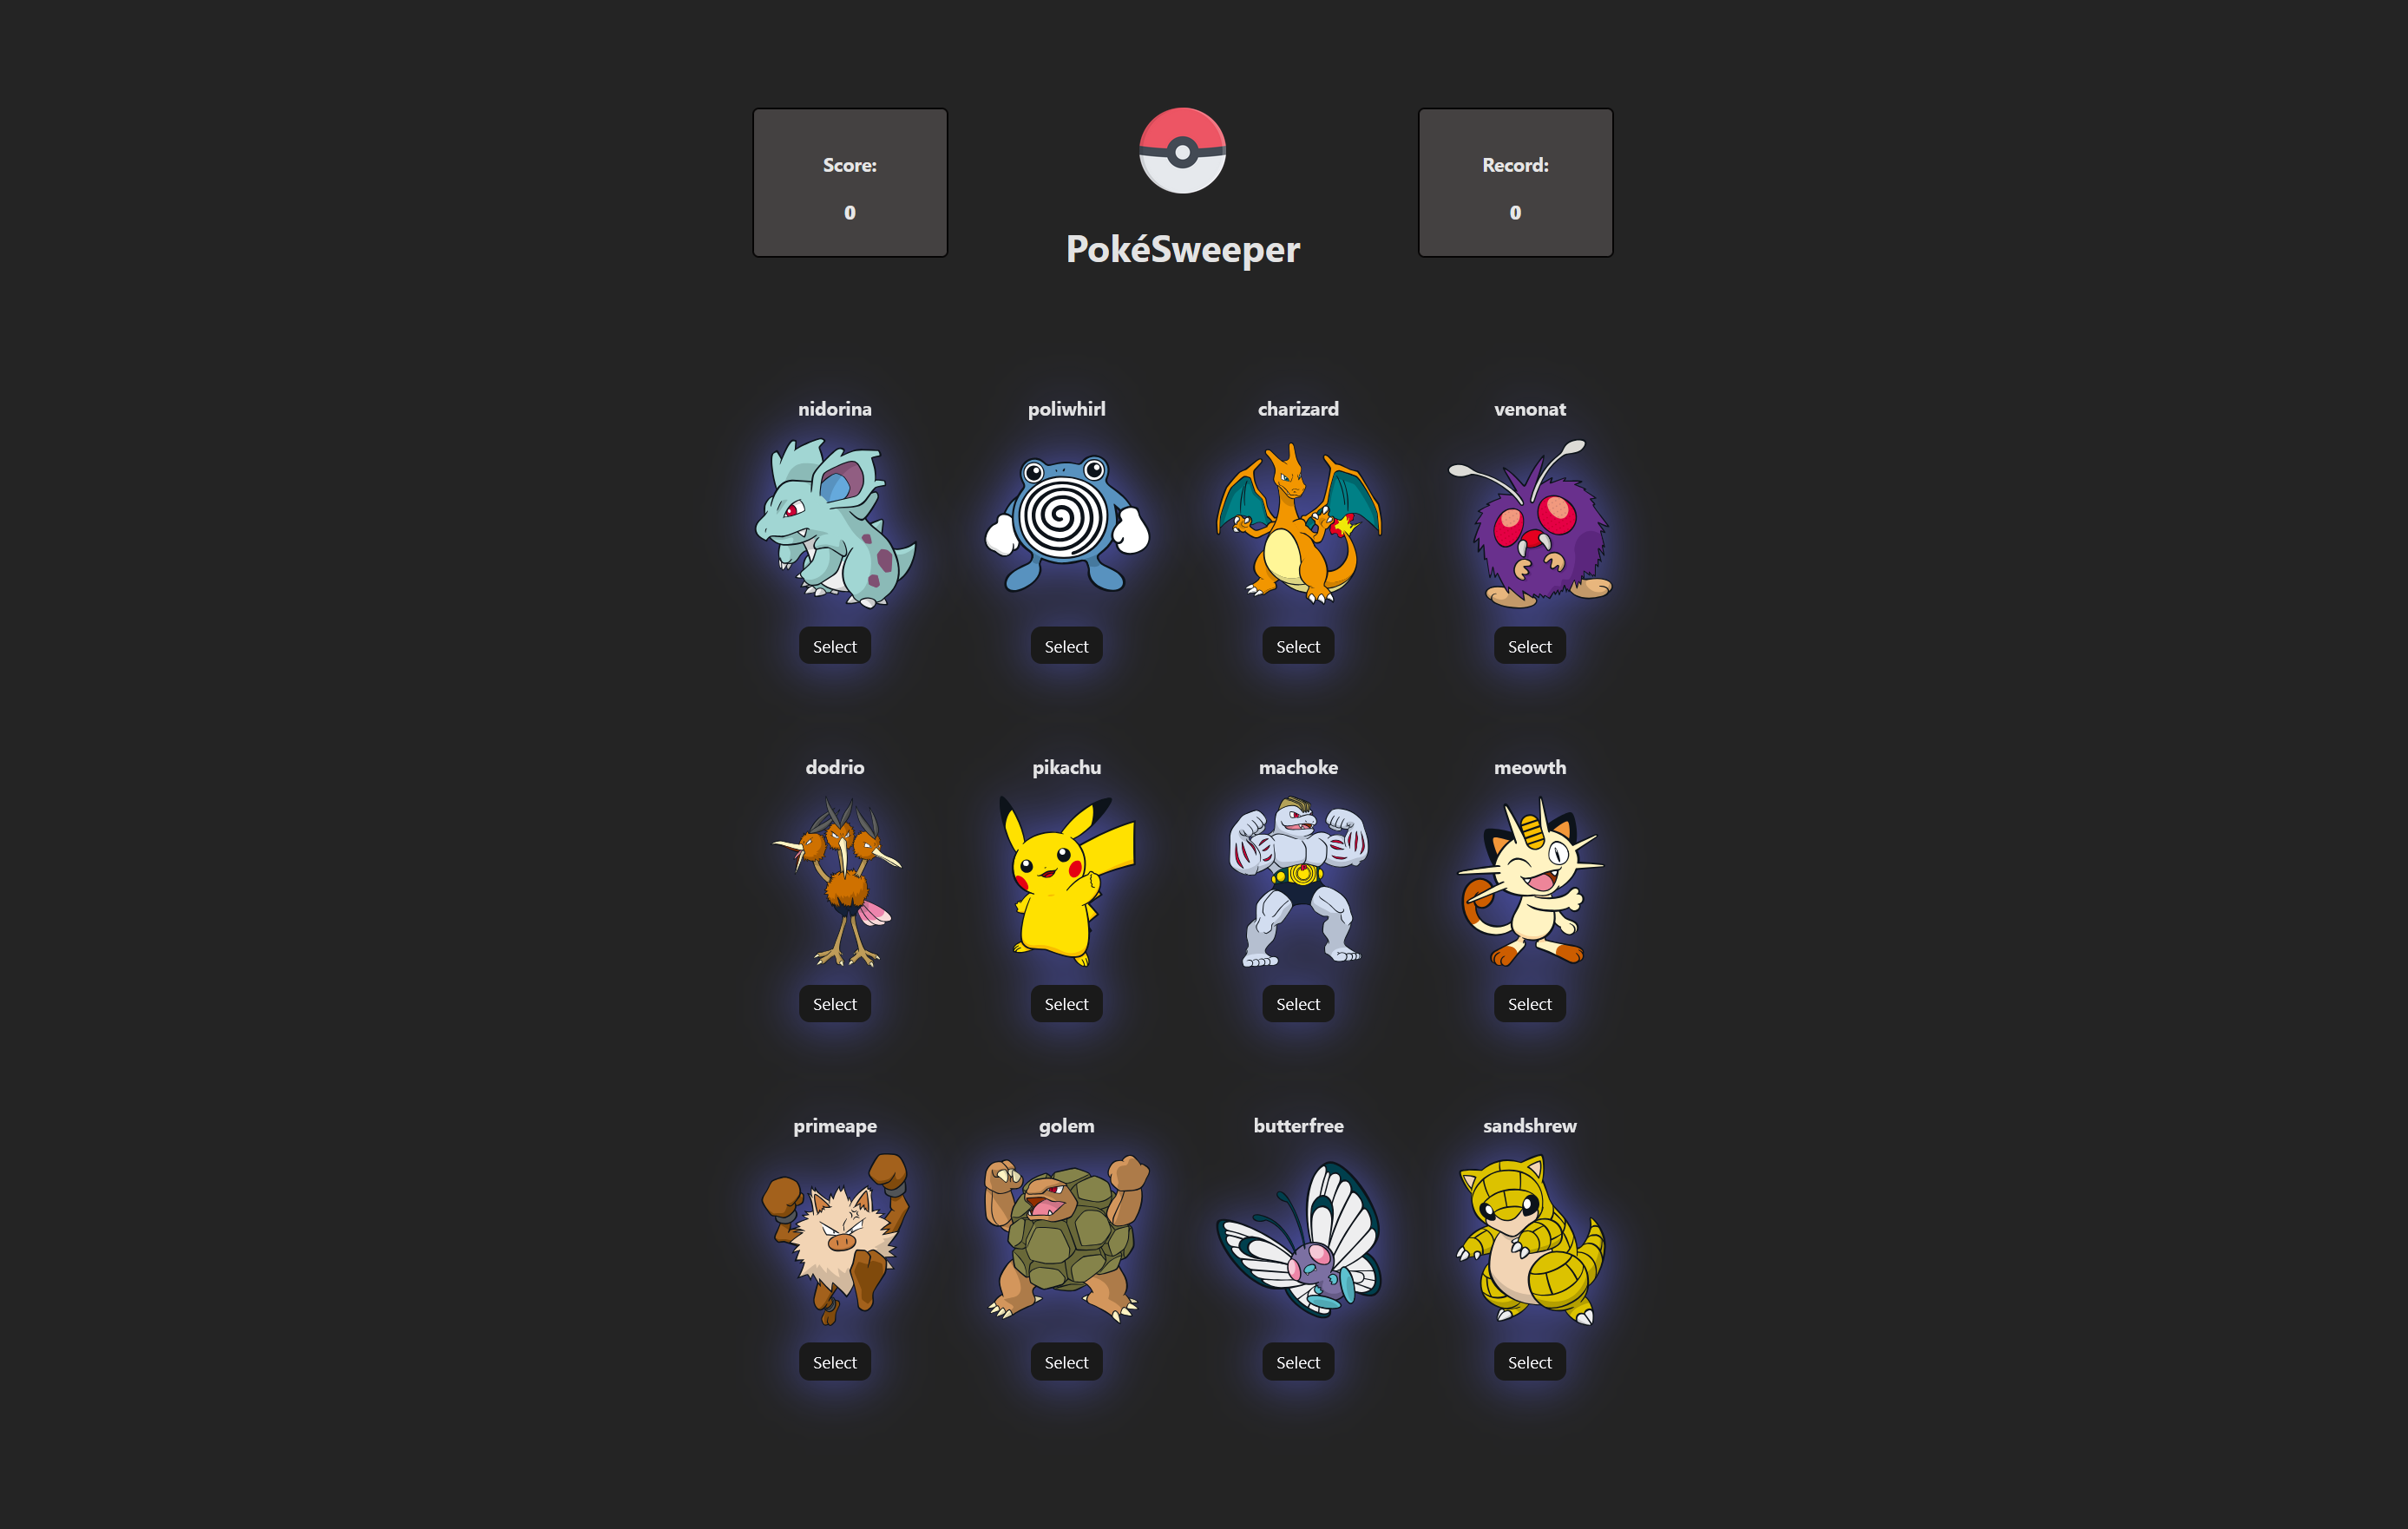 Score:
0
PokéSweeper
Record:
0
nidorina
poliwhirl
charizard
venonat
Select
Select
Select
Select
dodrio
pikachu
machoke
meowth
Select
Select
Select
Select
primeape
golem
butterfree
sandshrew
Select
Select
Select
Select